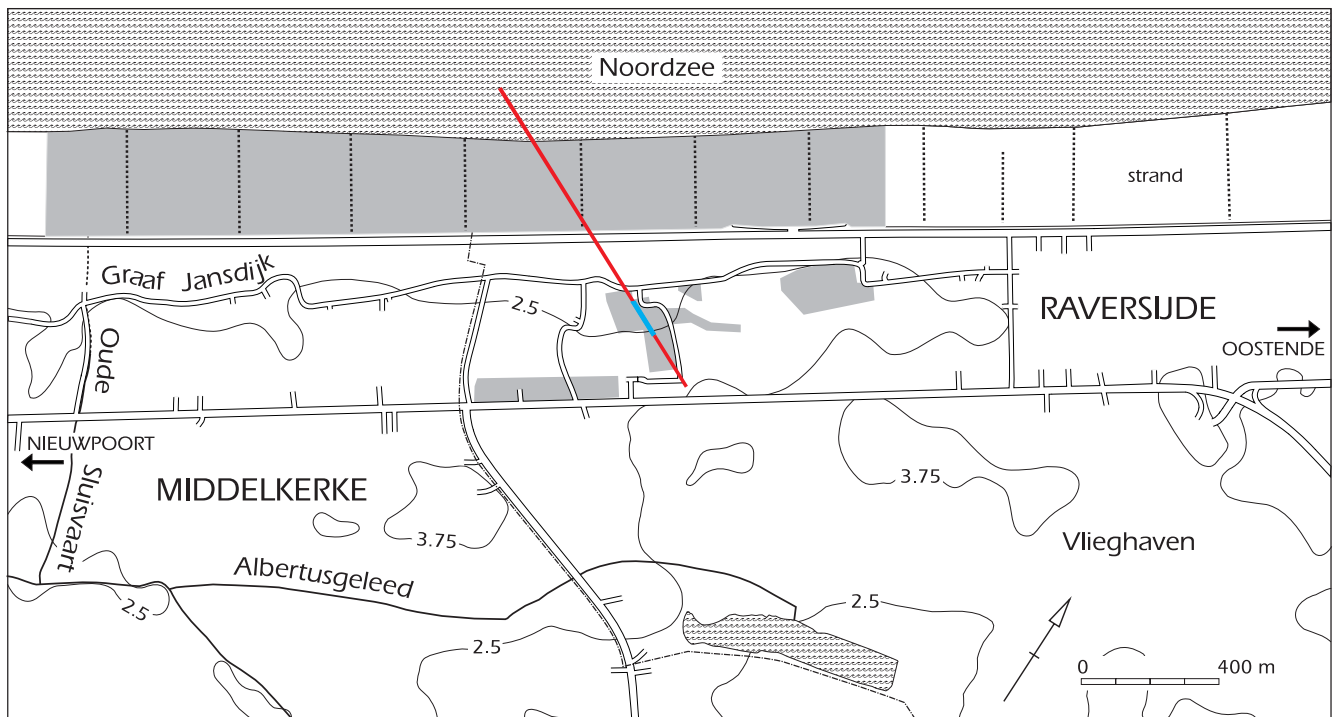 Noordzee
strand
Graaf Jansdijk
2.5
RAVERSIJDE
OOSTENDE
Oude
Sluisvaart
NIEUWPOORT
MIDDELKERKE
3.75
3.75
Vlieghaven
Albertusgeleed
2.5
2.5
2.5
0 400 m